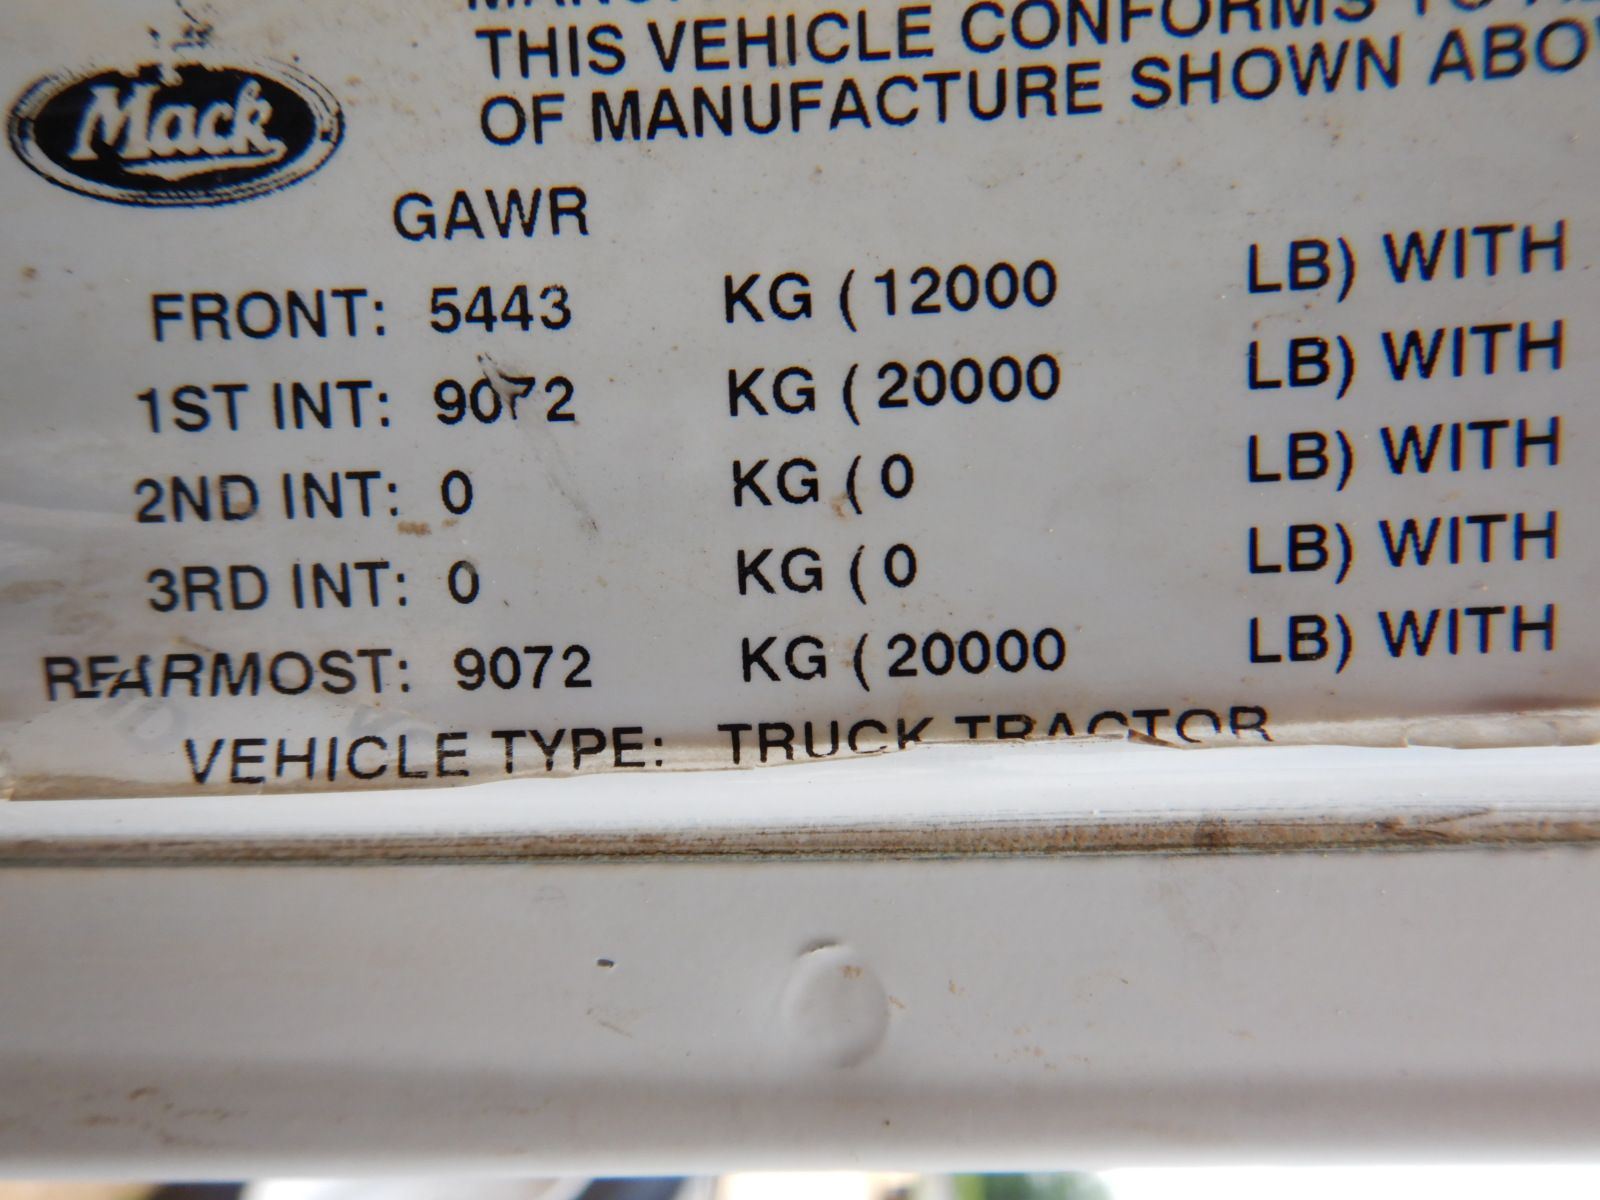 Mack
THIS VEHICLE CONFORMS TO
OF MANUFACTURE SHOWN
GAWR
FRONT: 5443 KG (12000 LB) WITH
1ST INT: 9072 KG (20000 LB) WITH
2ND INT: 0 KG (0 LB) WITH
3RD INT: 0 KG (0 LB) WITH
REARMOST: 9072 KG (20000 LB) WITH
VEHICLE TYPE: TRUCK TRACTOR